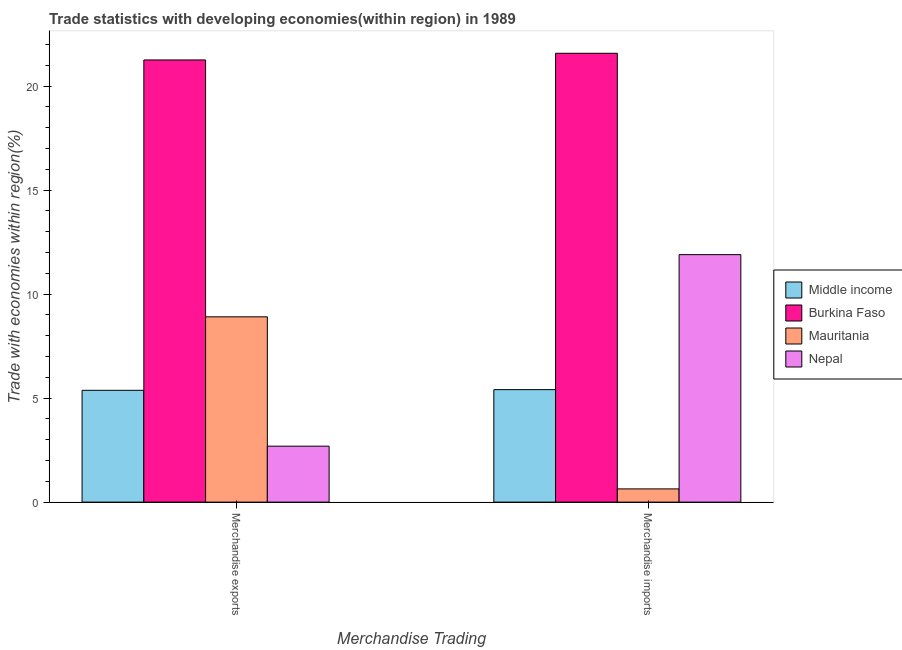 Trade statistics with developing economies(within region) in 1989
Trade with economies within region(%)
0
5
10
15
20
Merchandise exports
Merchandise imports
Merchandise Trading
Middle income
Burkina Faso
Mauritania
Nepal